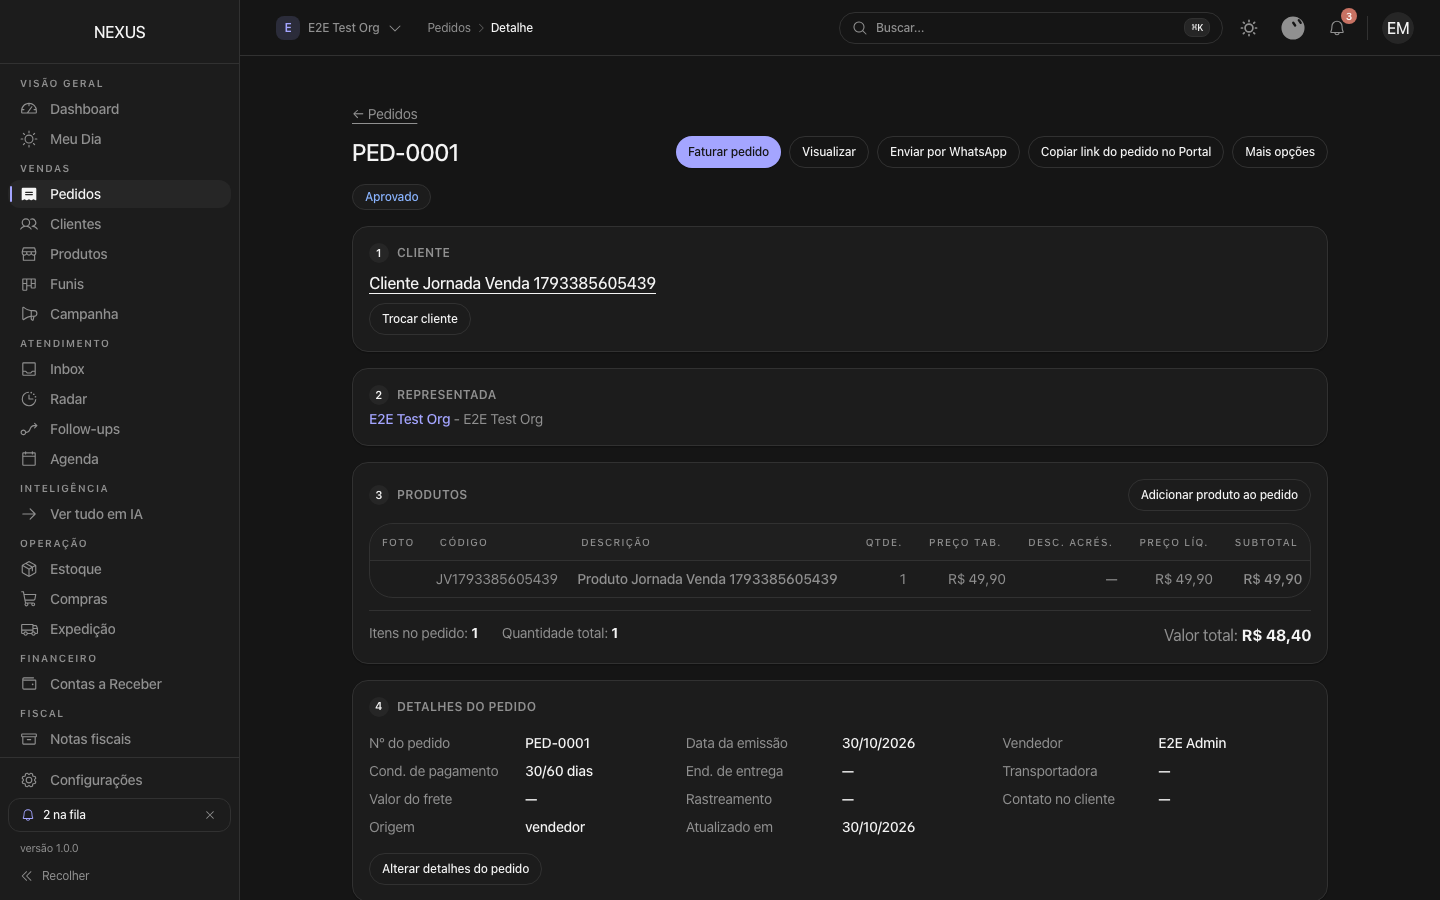 NEXUS
E
E2E Test Org
Pedidos
Detalhe
Buscar...
⌘K
3
EM
VISÃO GERAL
Dashboard
Meu Dia
VENDAS
Pedidos
Clientes
Produtos
Funis
Campanha
ATENDIMENTO
Inbox
Radar
Follow-ups
Agenda
INTELIGÊNCIA
Ver tudo em IA
OPERAÇÃO
Estoque
Compras
Expedição
FINANCEIRO
Contas a Receber
FISCAL
Notas fiscais
Configurações
2 na fila
versão 1.0.0
Recolher
← Pedidos
PED-0001
Faturar pedido
Visualizar
Enviar por WhatsApp
Copiar link do pedido no Portal
Mais opções
Aprovado
1 CLIENTE
Cliente Jornada Venda 1793385605439
Trocar cliente
2 REPRESENTADA
E2E Test Org - E2E Test Org
3 PRODUTOS
Adicionar produto ao pedido
FOTO CÓDIGO DESCRIÇÃO QTDE. PREÇO TAB. DESC. ACRÉS. PREÇO LÍQ. SUBTOTAL
JV1793385605439 Produto Jornada Venda 1793385605439 1 R$ 49,90 — R$ 49,90 R$ 49,90
Itens no pedido: 1 Quantidade total: 1 Valor total: R$ 48,40
4 DETALHES DO PEDIDO
Nº do pedido PED-0001 Data da emissão 30/10/2026 Vendedor E2E Admin
Cond. de pagamento 30/60 dias End. de entrega — Transportadora —
Valor do frete — Rastreamento — Contato no cliente —
Origem vendedor Atualizado em 30/10/2026
Alterar detalhes do pedido